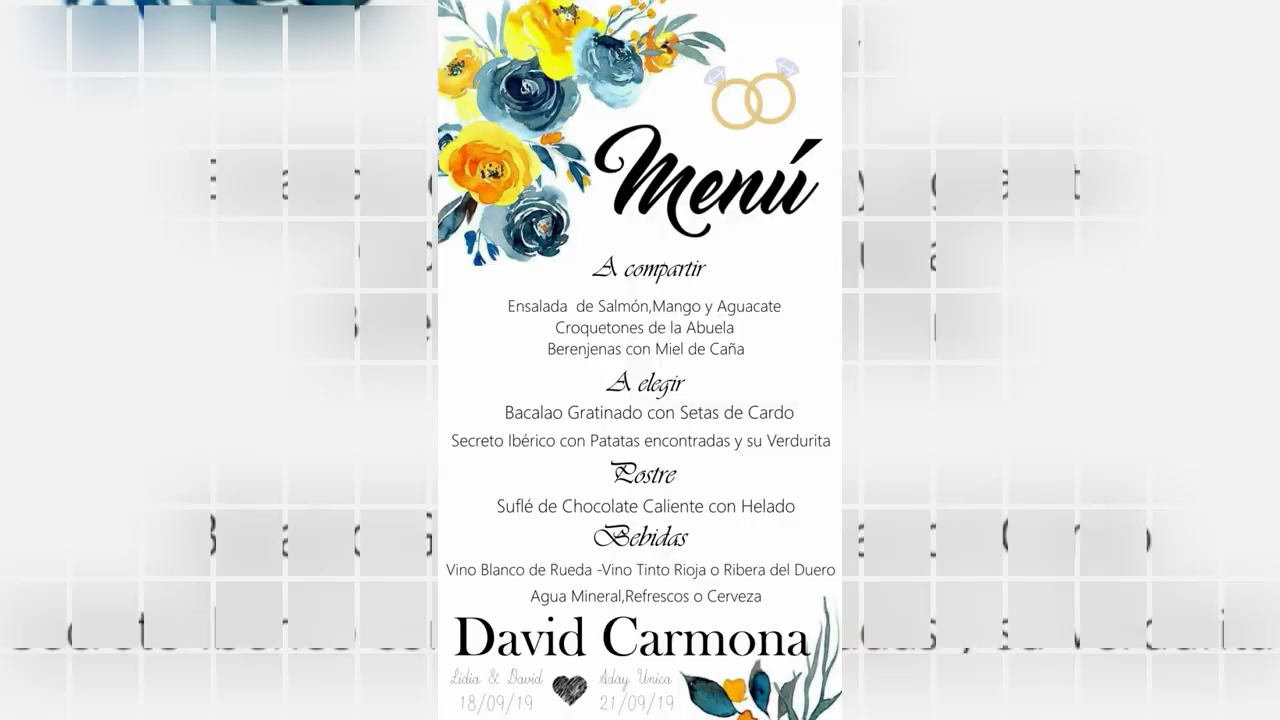 Menú
A compartir
Ensalada de Salmón,Mango y Aguacate
Croquetones de la Abuela
Berenjenas con Miel de Caña
A elegir
Bacalao Gratinado con Setas de Cardo
Secreto Ibérico con Patatas encontradas y su Verdurita
Postre
Suflé de Chocolate Caliente con Helado
Bebidas
Vino Blanco de Rueda -Vino Tinto Rioja o Ribera del Duero
Agua Mineral,Refrescos o Cerveza
David Carmona
Lidia & David
18/09/19
Aday Unica
21/09/19